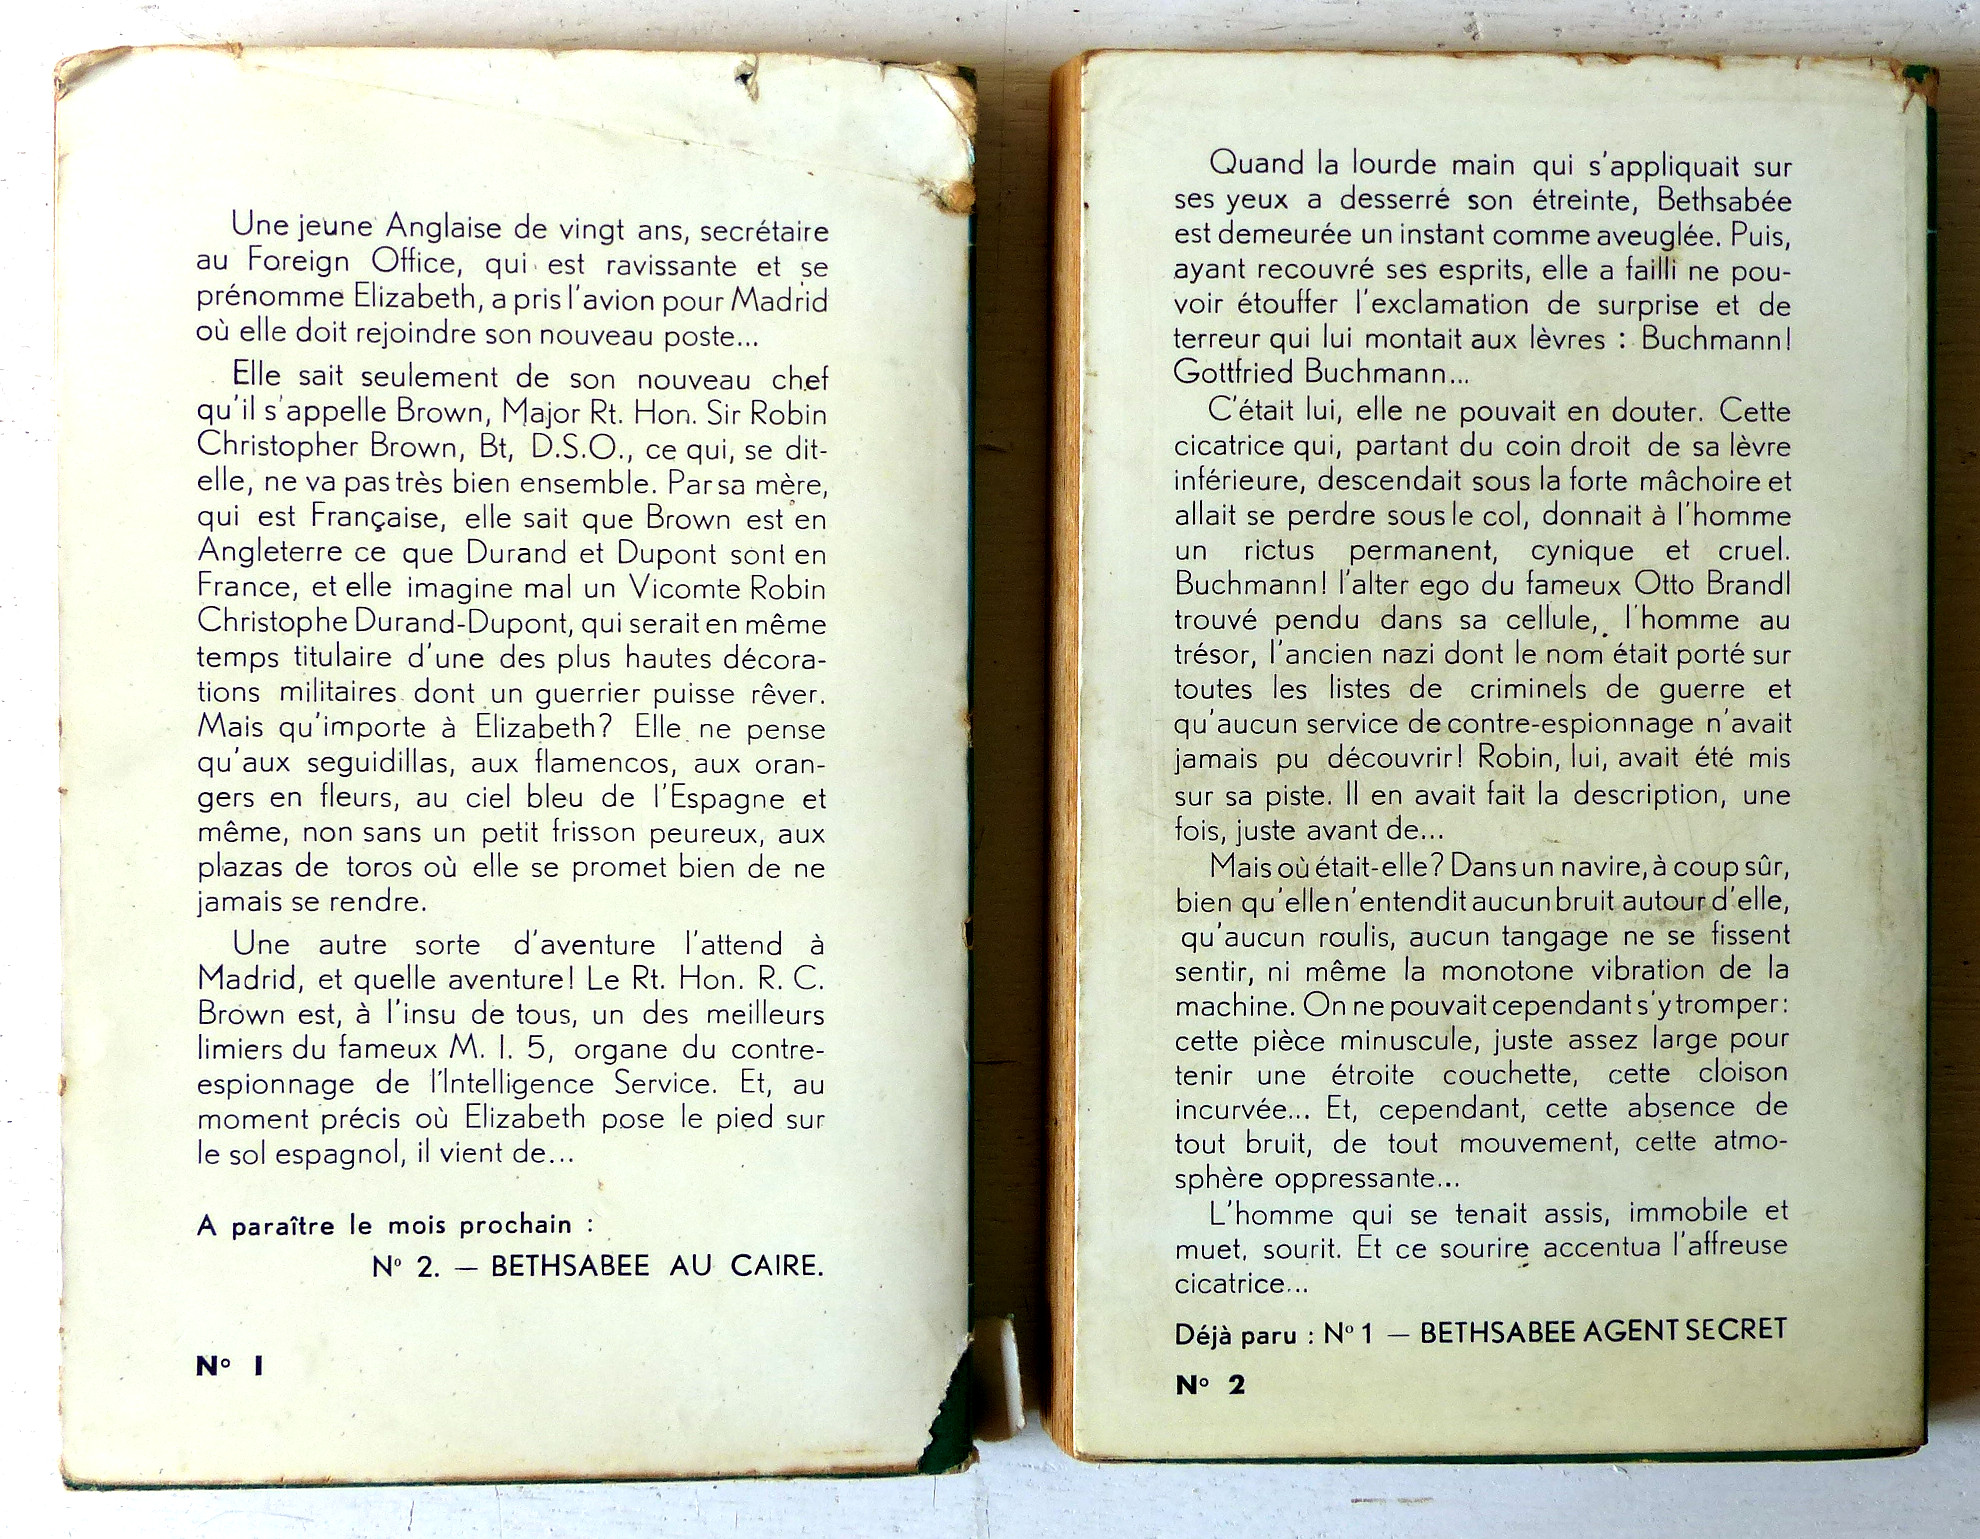 Une jeune Anglaise de vingt ans, secrétaire
au Foreign Office, qui est ravissante et se
prénomme Elizabeth, a pris l'avion pour Madrid
où elle doit rejoindre son nouveau poste...
Elle sait seulement de son nouveau chef
qu'il s'appelle Brown, Major Rt. Hon. Sir Robin
Christopher Brown, Bt, D.S.O., ce qui, se dit-
elle, ne va pas très bien ensemble. Par sa mère,
qui est Française, elle sait que Brown est en
Angleterre ce que Durand et Dupont sont en
France, et elle imagine mal un Vicomte Robin
Christophe Durand-Dupont, qui serait en même
temps titulaire d'une des plus hautes décora-
tions militaires dont un guerrier puisse rêver.
Mais qu'importe à Elizabeth? Elle ne pense
qu'aux seguidillas, aux flamencos, aux oran-
gers en fleurs, au ciel bleu de l'Espagne et
même, non sans un petit frisson peureux, aux
plazas de toros où elle se promet bien de ne
jamais se rendre.
Une autre sorte d'aventure l'attend à
Madrid, et quelle aventure! Le Rt. Hon. R. C.
Brown est, à l'insu de tous, un des meilleurs
limiers du fameux M. I. 5, organe du contre-
espionnage de l'Intelligence Service. Et, au
moment précis où Elizabeth pose le pied sur
le sol espagnol, il vient de...
A paraître le mois prochain :
N° 2. — BETHSABEE AU CAIRE.
N° 1
Quand la lourde main qui s'appliquait sur
ses yeux a desserré son étreinte, Bethsabée
est demeurée un instant comme aveuglée. Puis,
ayant recouvré ses esprits, elle a failli ne pou-
voir étouffer l'exclamation de surprise et de
terreur qui lui montait aux lèvres : Buchmann!
Gottfried Buchmann...
C'était lui, elle ne pouvait en douter. Cette
cicatrice qui, partant du coin droit de sa lèvre
inférieure, descendait sous la forte mâchoire et
allait se perdre sous le col, donnait à l'homme
un rictus permanent, cynique et cruel.
Buchmann! l'alter ego du fameux Otto Brandl
trouvé pendu dans sa cellule, l'homme au
trésor, l'ancien nazi dont le nom était porté sur
toutes les listes de criminels de guerre et
qu'aucun service de contre-espionnage n'avait
jamais pu découvrir! Robin, lui, avait été mis
sur sa piste. Il en avait fait la description, une
fois, juste avant de...
Mais où était-elle? Dans un navire, à coup sûr,
bien qu'elle n'entendit aucun bruit autour d'elle,
qu'aucun roulis, aucun tangage ne se fissent
sentir, ni même la monotone vibration de la
machine. On ne pouvait cependant s'y tromper:
cette pièce minuscule, juste assez large pour
tenir une étroite couchette, cette cloison
incurvée... Et, cependant, cette absence de
tout bruit, de tout mouvement, cette atmo-
sphère oppressante...
L'homme qui se tenait assis, immobile et
muet, sourit. Et ce sourire accentua l'affreuse
cicatrice...
Déjà paru : N° 1 — BETHSABEE AGENT SECRET
N° 2